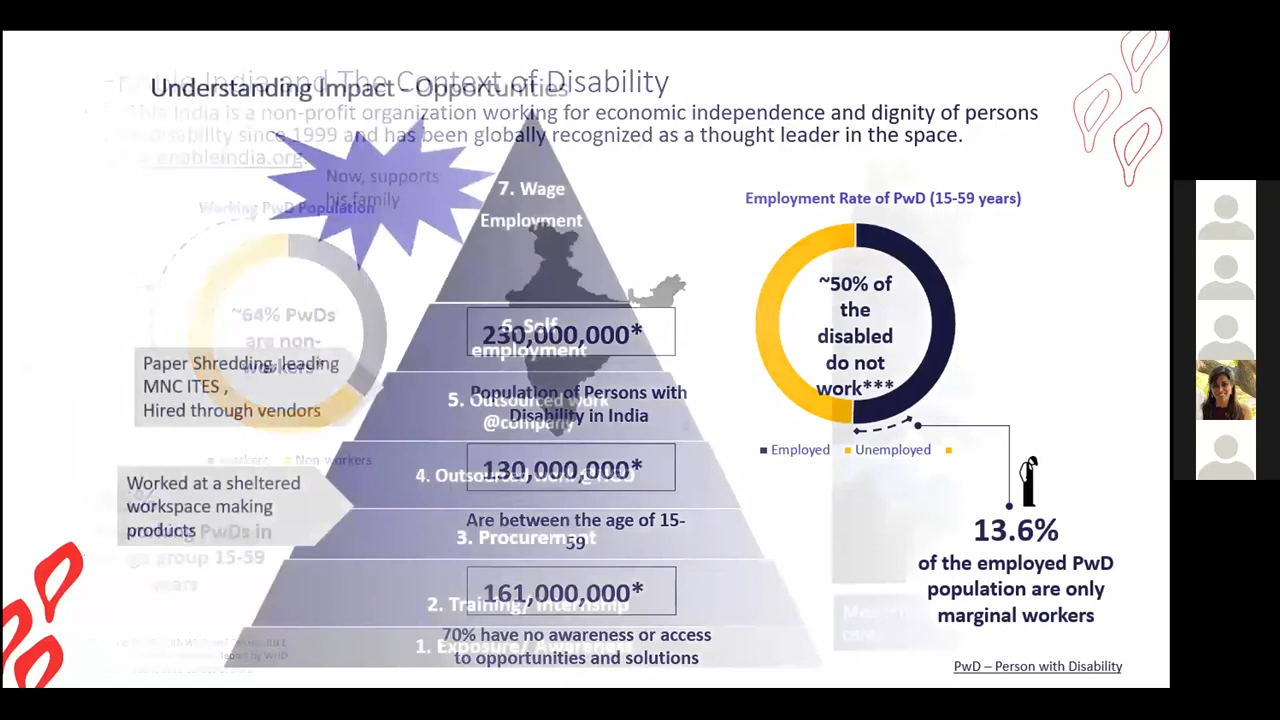 Enable India and The Context of Disability
Understanding Impact - Opportunities
India is a non-profit organization working for economic independence and dignity of persons
disability since 1999 and has been globally recognized as a thought leader in the space.
enableindia.org.
Now, supports
his family
Working PwD Population
~64% PwDs
are non-
workers*
Paper Shredding, leading
MNC ITES ,
Hired through vendors
Workers Non-workers
Worked at a sheltered
workspace making
products
PwDs in
group 15-59
years
7. Wage
Employment
6. Self
employment
5. Outsourced work
@company
4. Outsourced work @
3. Procurement
2. Training/ Internship
1. Exposure/ Awareness
230,000,000*
Population of Persons with
Disability in India
130,000,000*
Are between the age of 15-
59
161,000,000*
70% have no awareness or access
to opportunities and solutions
Employment Rate of PwD (15-59 years)
~50% of
the
disabled
do not
work***
Employed Unemployed
13.6%
of the employed PwD
population are only
marginal workers
PwD – Person with Disability